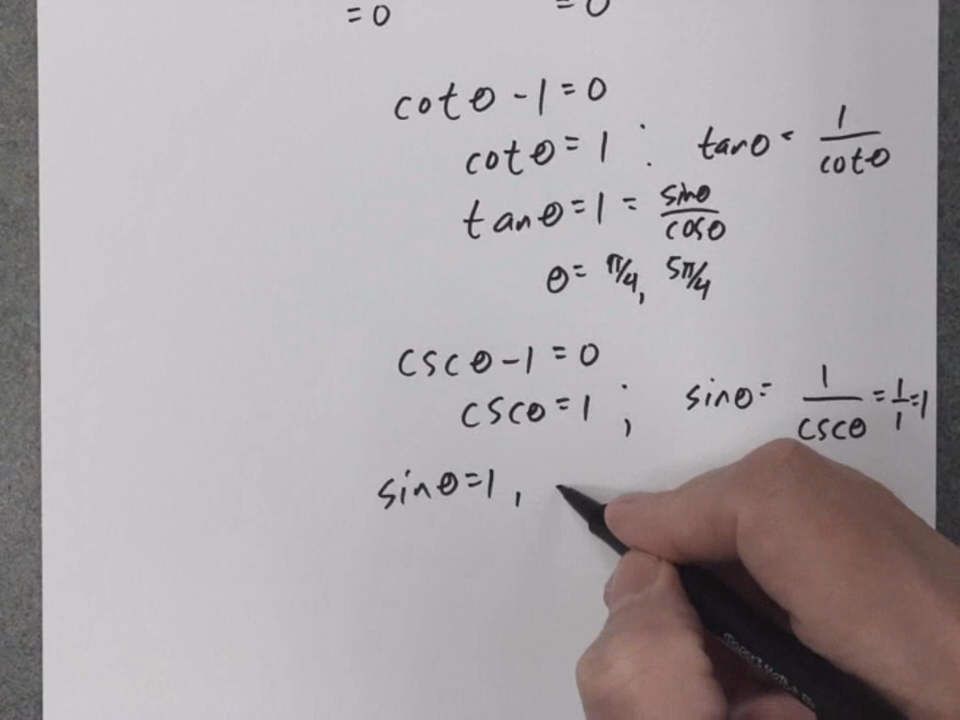 = 0 = 0
cotθ - 1 = 0
cotθ = 1 : tanθ = 1/cotθ
tanθ = 1 = sinθ/cosθ
θ = π/4, 5π/4
cscθ - 1 = 0
cscθ = 1 ; sinθ = 1/cscθ = 1/1 = 1
sinθ = 1 ,